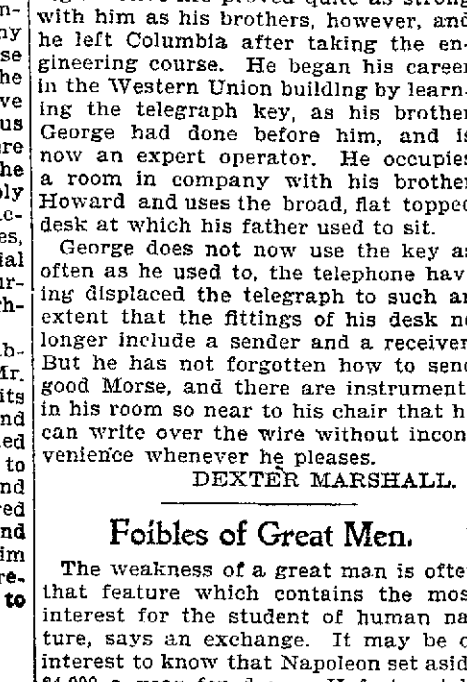 with him as his brothers, however, and
he left Columbia after taking the en-
gineering course. He began his career
in the Western Union building by learn-
ing the telegraph key, as his brother
George had done before him, and is
now an expert operator. He occupies
a room in company with his brother
Howard and uses the broad, flat topped
desk at which his father used to sit.
George does not now use the key as
often as he used to, the telephone hav
ing displaced the telegraph to such an
extent that the fittings of his desk no
longer include a sender and a receiver
But he has not forgotten how to send
good Morse, and there are instrument
in his room so near to his chair that h
can write over the wire without incon
venience whenever he pleases.
DEXTER MARSHALL.
Foibles of Great Men.
The weakness of a great man is ofte
that feature which contains the mos
interest for the student of human na
ture, says an exchange. It may be o
interest to know that Napoleon set asid